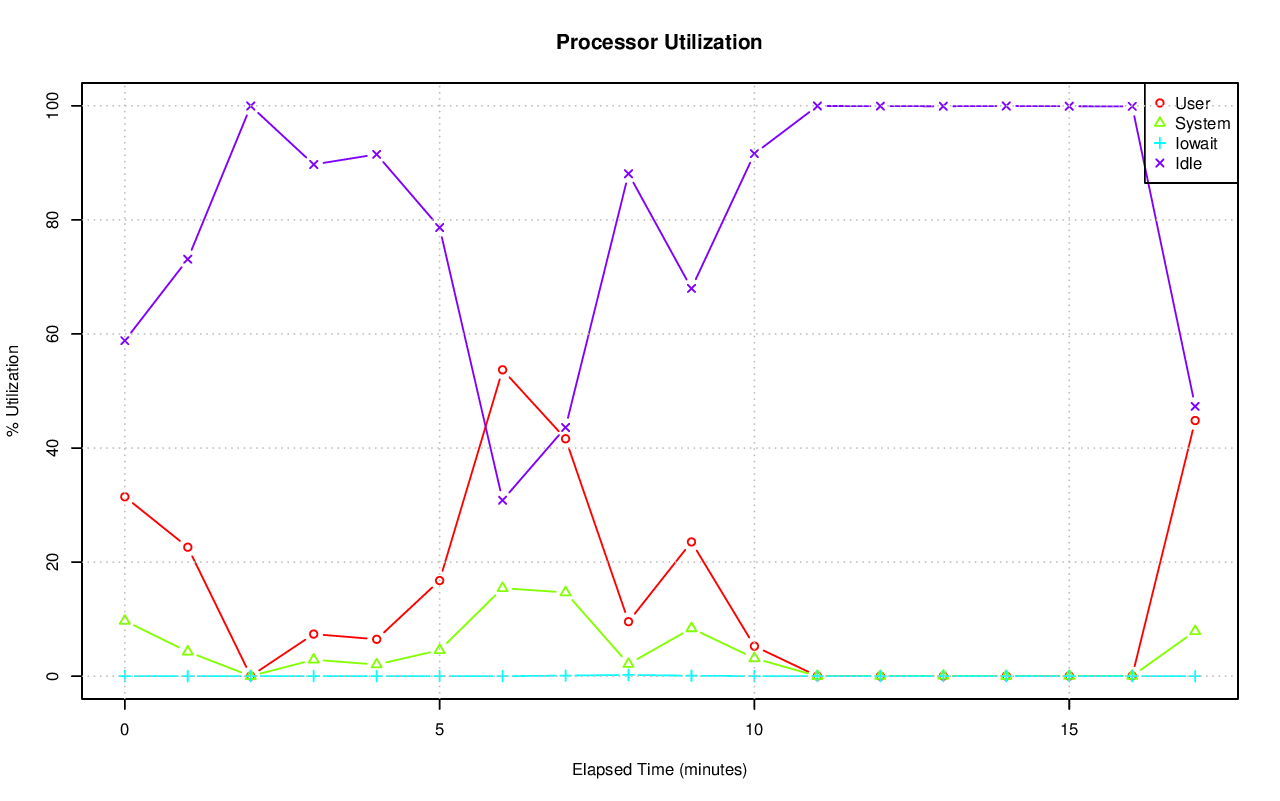 Processor Utilization
% Utilization
100
80
60
40
20
0
User
System
Iowait
Idle
0 5 10 15
Elapsed Time (minutes)